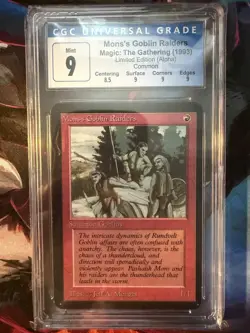 CGC UNIVERSAL GRADE
Mint
9
Mons's Goblin Raiders
Magic: The Gathering (1993)
Limited Edition (Alpha)
Common
Centering Surface Corners Edges
8.5 9 9 9
Mons's Goblin Raiders
The intricate dynamics of Rundvelt
Goblin affairs are often confused with
anarchy. The chaos, however, is the
chaos of a thundercloud, and
direction will sporadically and
violently appear. Pashalik Mons and
his raiders are the thunderhead that
leads in the storm.
1/1